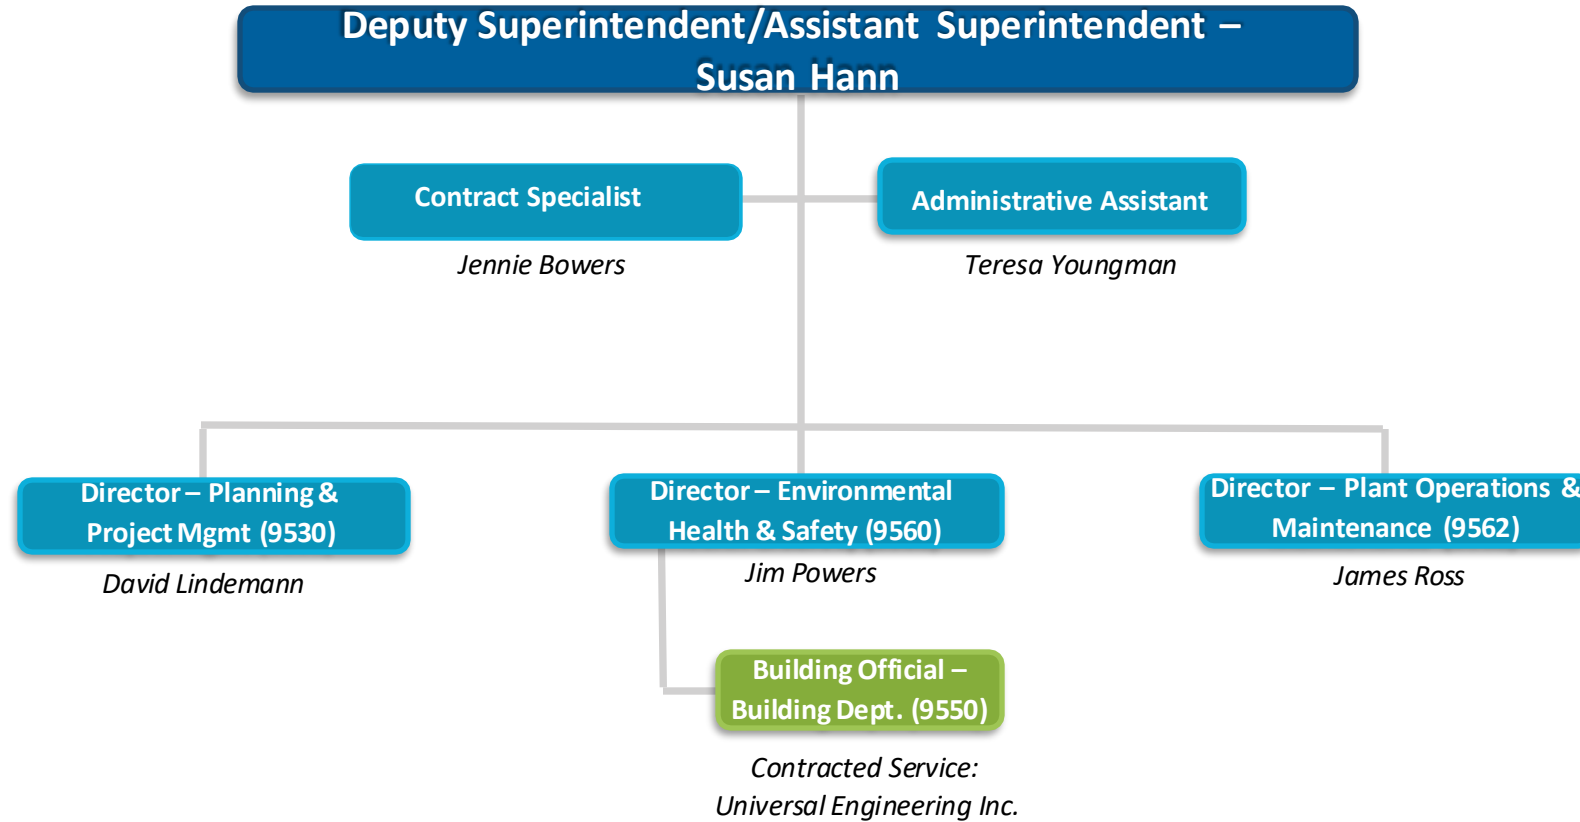 Deputy Superintendent/Assistant Superintendent –
Susan Hann
Contract Specialist
Administrative Assistant
Jennie Bowers
Teresa Youngman
Director – Planning &
Project Mgmt (9530)
David Lindemann
Director – Environmental
Health & Safety (9560)
Jim Powers
Director – Plant Operations &
Maintenance (9562)
James Ross
Building Official –
Building Dept. (9550)
Contracted Service:
Universal Engineering Inc.